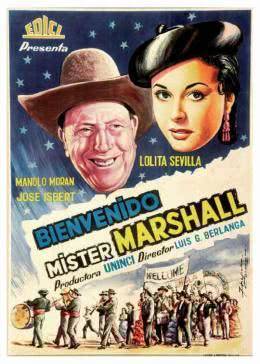 EDICI
Presenta
LOLITA SEVILLA
MANOLO MORAN
JOSE ISBERT
BIENVENIDO
MISTER MARSHALL
Productora UNINCI Director LUIS G. BERLANGA
WELCOME